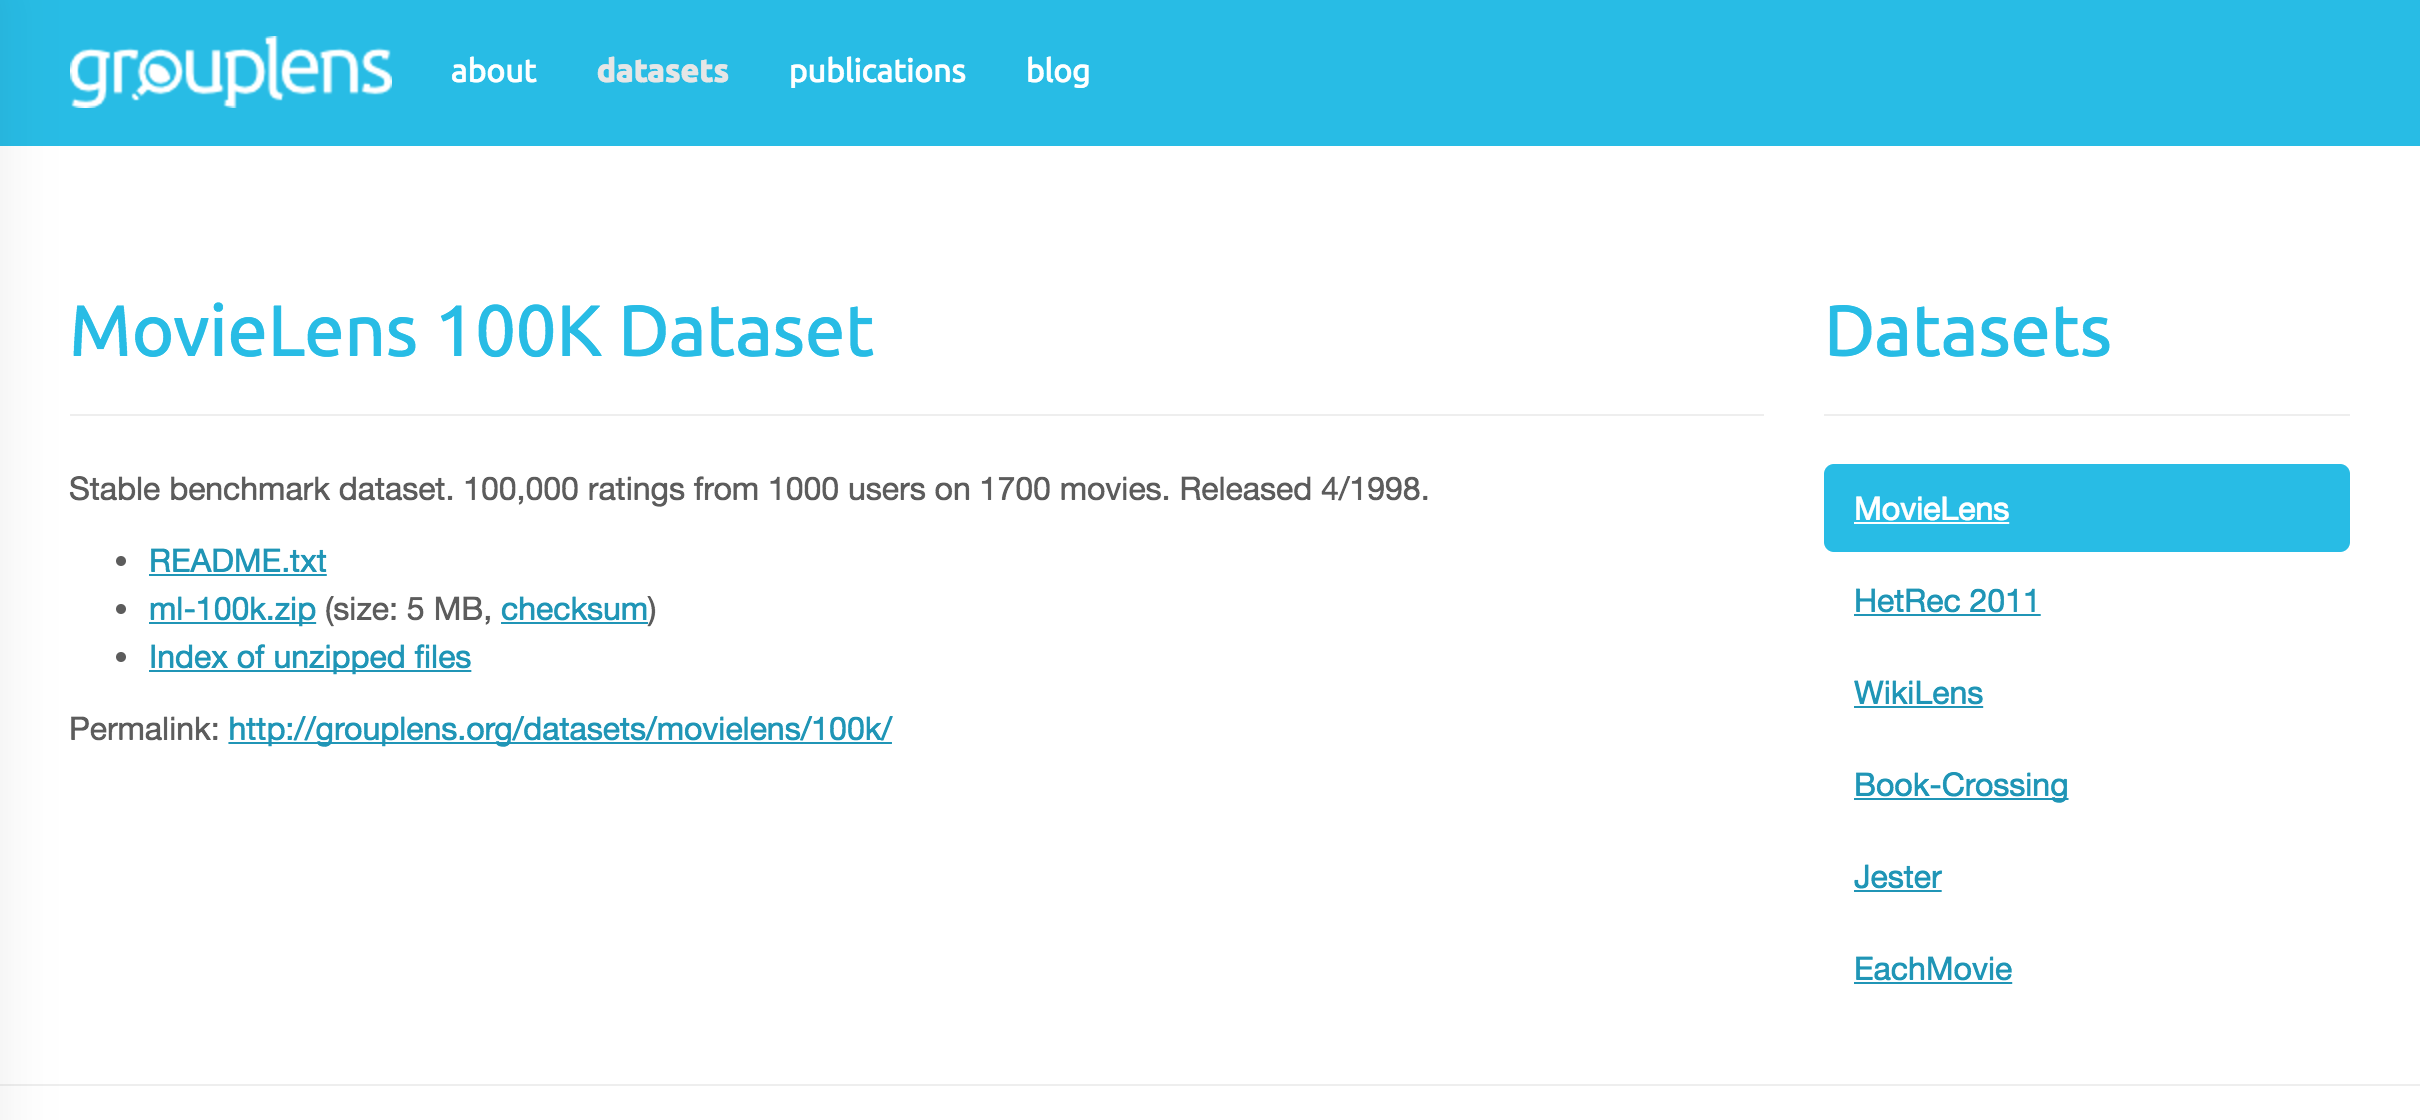 grouplens about datasets publications blog
MovieLens 100K Dataset
Stable benchmark dataset. 100,000 ratings from 1000 users on 1700 movies. Released 4/1998.
README.txt
ml-100k.zip (size: 5 MB, checksum)
Index of unzipped files
Permalink: http://grouplens.org/datasets/movielens/100k/
Datasets
MovieLens
HetRec 2011
WikiLens
Book-Crossing
Jester
EachMovie